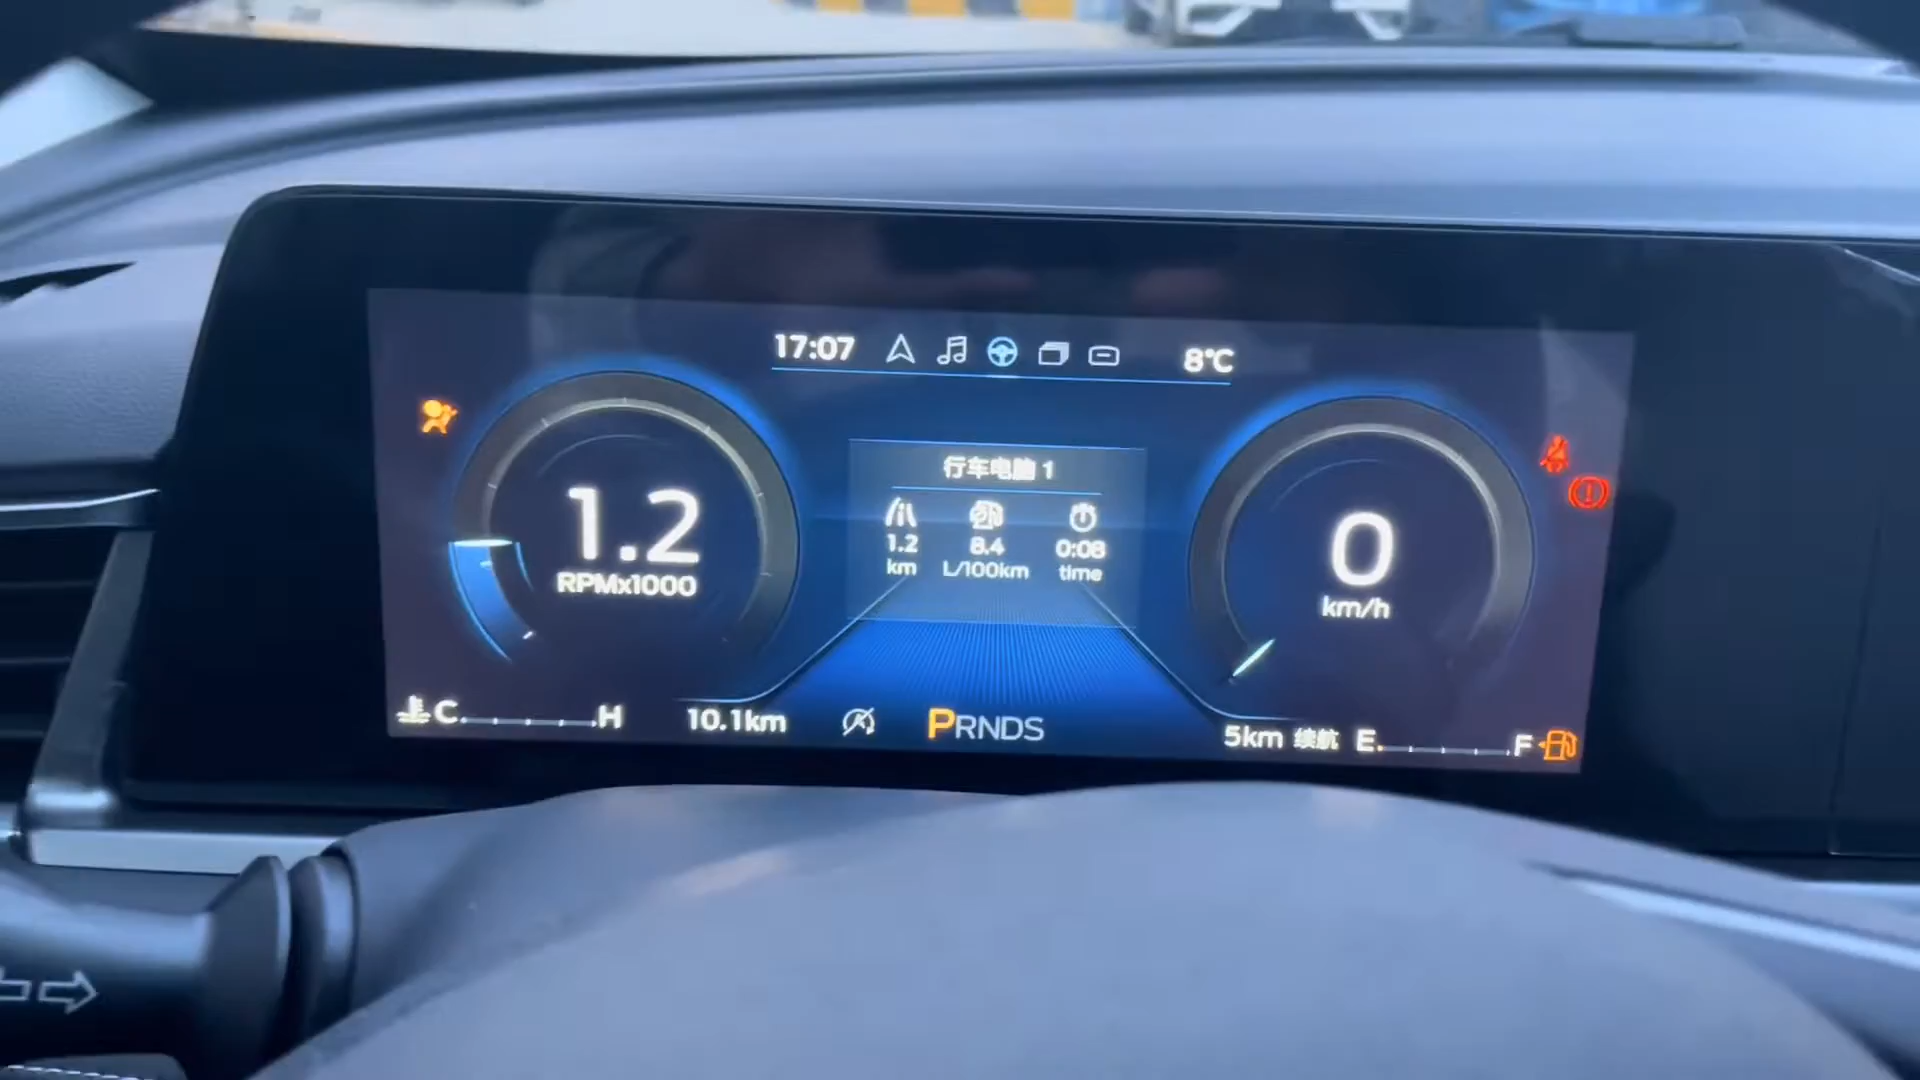 17:07
8℃
行车电脑 1
1.2
km
8.4
L/100km
0:08
time
1.2
RPMx1000
0
km/h
C
H
10.1km
PRNDS
5km 续航
E
F